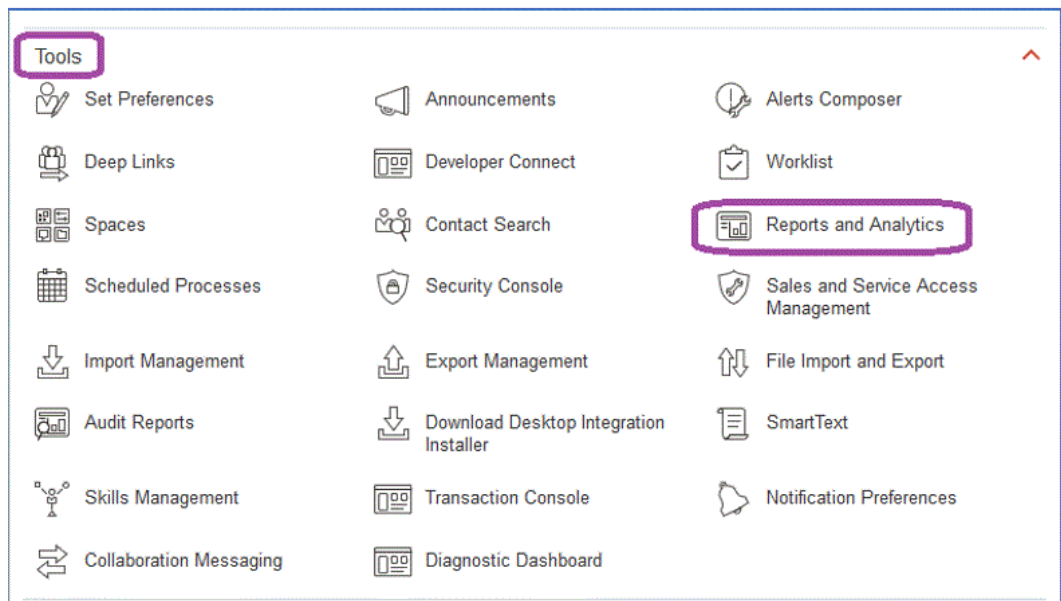 Tools
Set Preferences
Announcements
Alerts Composer
Deep Links
Developer Connect
Worklist
Spaces
Contact Search
Reports and Analytics
Scheduled Processes
Security Console
Sales and Service Access
Management
Import Management
Export Management
File Import and Export
Audit Reports
Download Desktop Integration
Installer
SmartText
Skills Management
Transaction Console
Notification Preferences
Collaboration Messaging
Diagnostic Dashboard